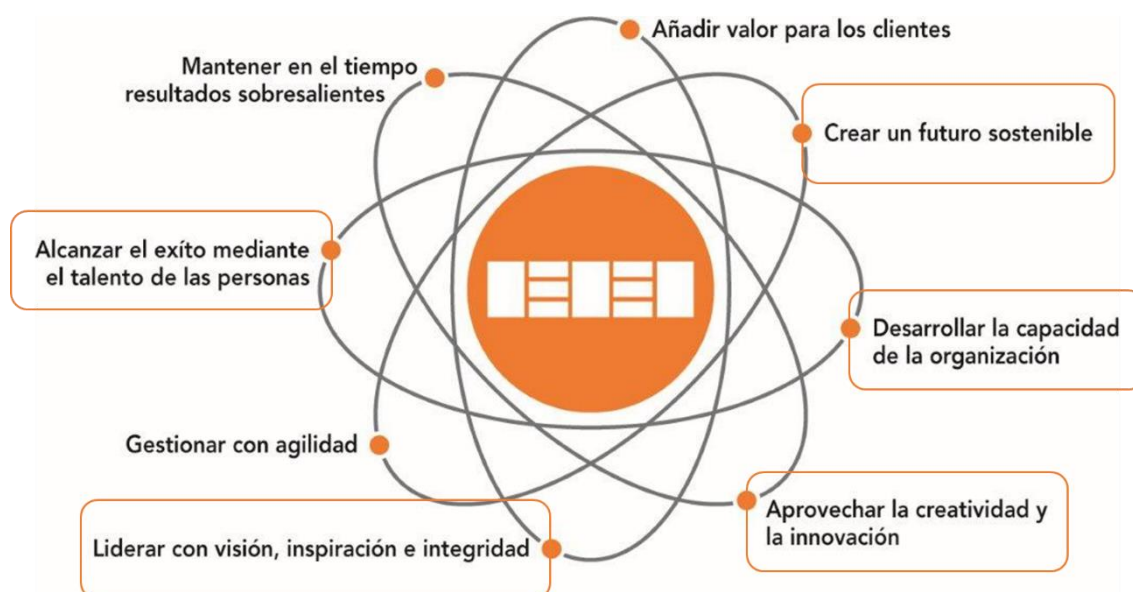 Añadir valor para los clientes
Crear un futuro sostenible
Desarrollar la capacidad
de la organización
Aprovechar la creatividad y
la innovación
Liderar con visión, inspiración e integridad
Gestionar con agilidad
Alcanzar el exíto mediante
el talento de las personas
Mantener en el tiempo
resultados sobresalientes